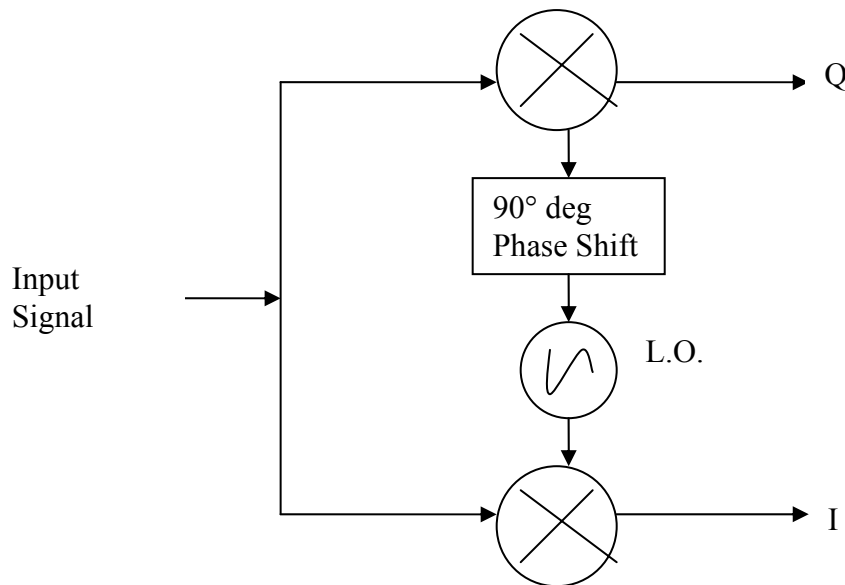 Q
90° deg
Phase Shift
Input
Signal
L.O.
I